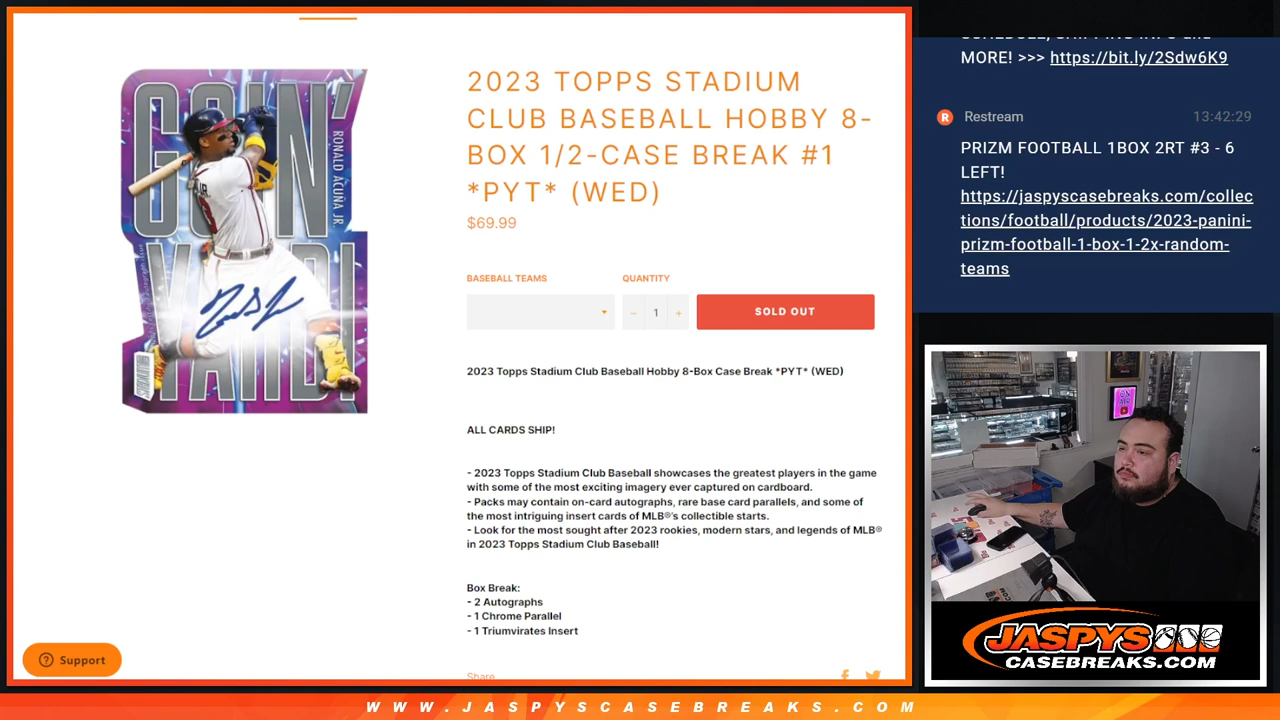 2023 TOPPS STADIUM
CLUB BASEBALL HOBBY 8-
BOX 1/2-CASE BREAK #1
*PYT* (WED)
$69.99
BASEBALL TEAMS
QUANTITY
− 1 +
SOLD OUT
2023 Topps Stadium Club Baseball Hobby 8-Box Case Break *PYT* (WED)
ALL CARDS SHIP!
- 2023 Topps Stadium Club Baseball showcases the greatest players in the game
with some of the most exciting imagery ever captured on cardboard.
- Packs may contain on-card autographs, rare base card parallels, and some of
the most intriguing insert cards of MLB®'s collectible starts.
- Look for the most sought after 2023 rookies, modern stars, and legends of MLB®
in 2023 Topps Stadium Club Baseball!
Box Break:
- 2 Autographs
- 1 Chrome Parallel
- 1 Triumvirates Insert
Share
GOIN'
YARD
RONALD ACUÑA JR.
Support
MORE! >>> https://bit.ly/2Sdw6K9
Restream
13:42:29
PRIZM FOOTBALL 1BOX 2RT #3 - 6
LEFT!
https://jaspyscasebreaks.com/collec
tions/football/products/2023-panini-
prizm-football-1-box-1-2x-random-
teams
JASPYS
CASEBREAKS.COM
WWW.JASPYSCASEBREAKS.COM